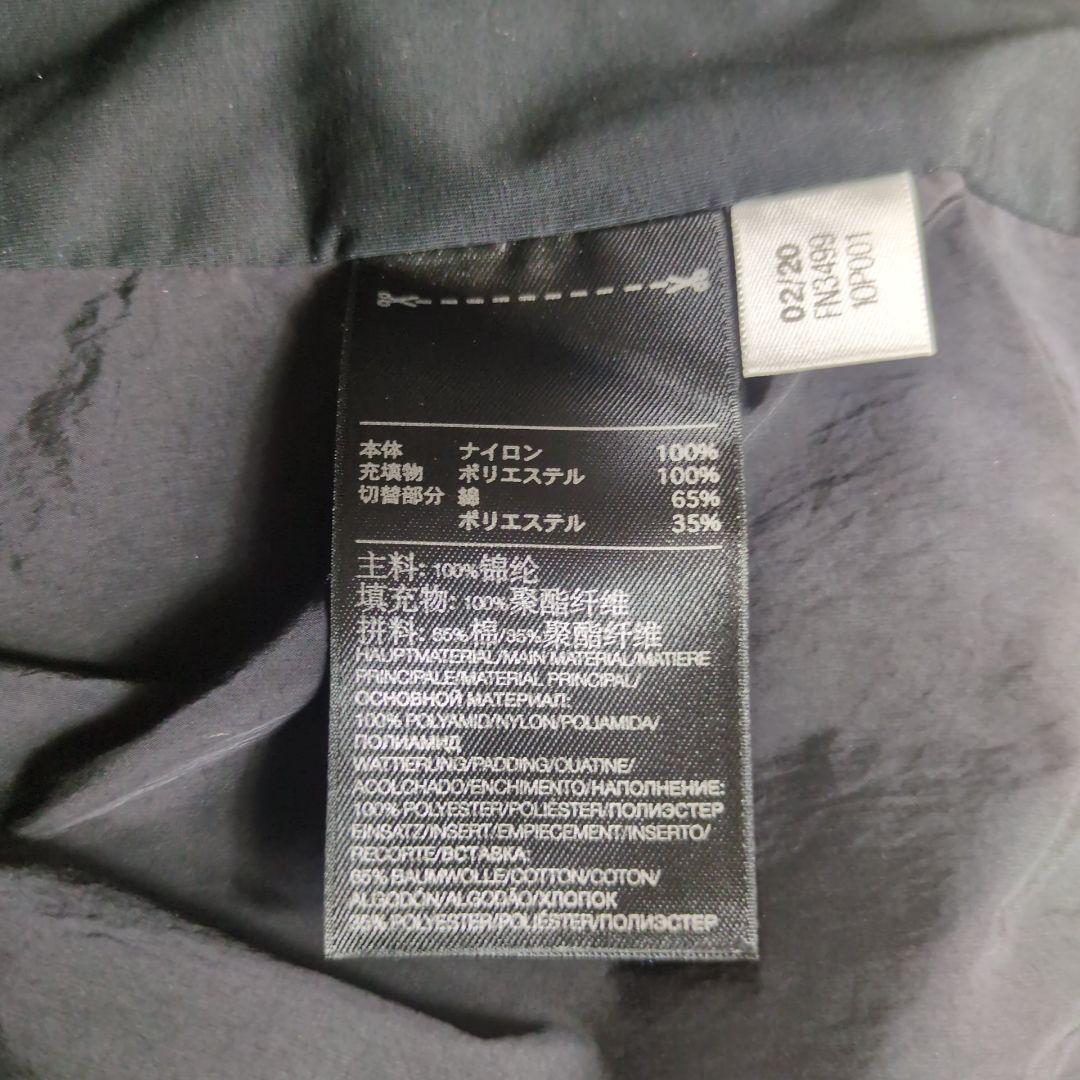 02/20
FN3499
10P001
本体 ナイロン 100%
充填物 ポリエステル 100%
切替部分 綿 65%
ポリエステル 35%
主料: 100%锦纶
填充物: 100%聚酯纤维
拼料: 65%棉/35%聚酯纤维
HAUPTMATERIAL/MAIN MATERIAL/MATIERE
PRINCIPALE/MATERIAL PRINCIPAL/
ОСНОВНОЙ МАТЕРИАЛ:
100% POLYAMID/NYLON/POLIAMIDA/
ПОЛИАМИД
WATTIERUNG/PADDING/OUATINE/
ACOLCHADO/ENCHIMENTO/НАПОЛНЕНИЕ:
100% POLYESTER/POLIÉSTER/ПОЛИЭСТЕР
EINSATZ/INSERT/EMPIECEMENT/INSERTO/
RECORTE/ВСТАВКА:
65% BAUMWOLLE/COTTON/COTON/
ALGODÓN/ALGODÃO/ХЛОПОК
35% POLYESTER/POLIÉSTER/ПОЛИЭСТЕР